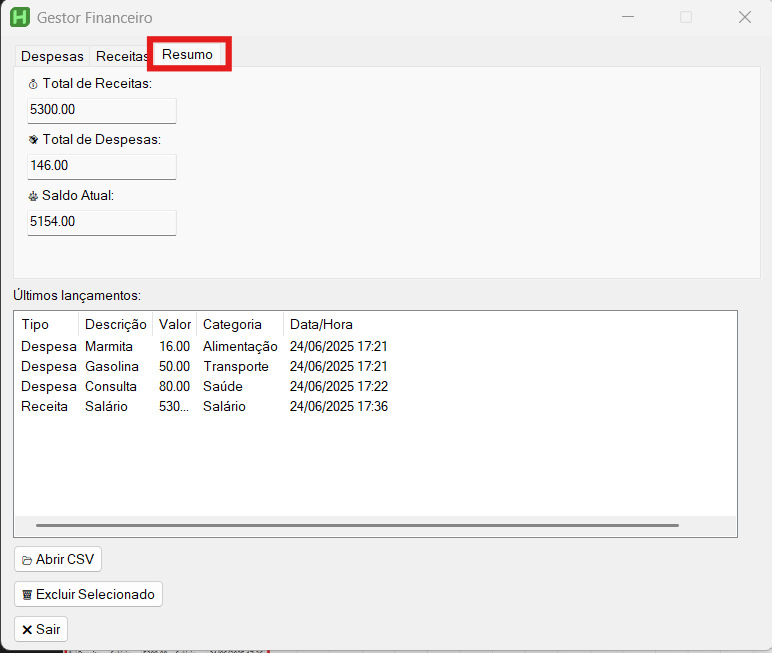 Gestor Financeiro
Despesas Receitas Resumo
Total de Receitas:
5300.00
Total de Despesas:
146.00
Saldo Atual:
5154.00
Últimos lançamentos:
Tipo Descrição Valor Categoria Data/Hora
Despesa Marmita 16.00 Alimentação 24/06/2025 17:21
Despesa Gasolina 50.00 Transporte 24/06/2025 17:21
Despesa Consulta 80.00 Saúde 24/06/2025 17:22
Receita Salário 530... Salário 24/06/2025 17:36
Abrir CSV
Excluir Selecionado
Sair